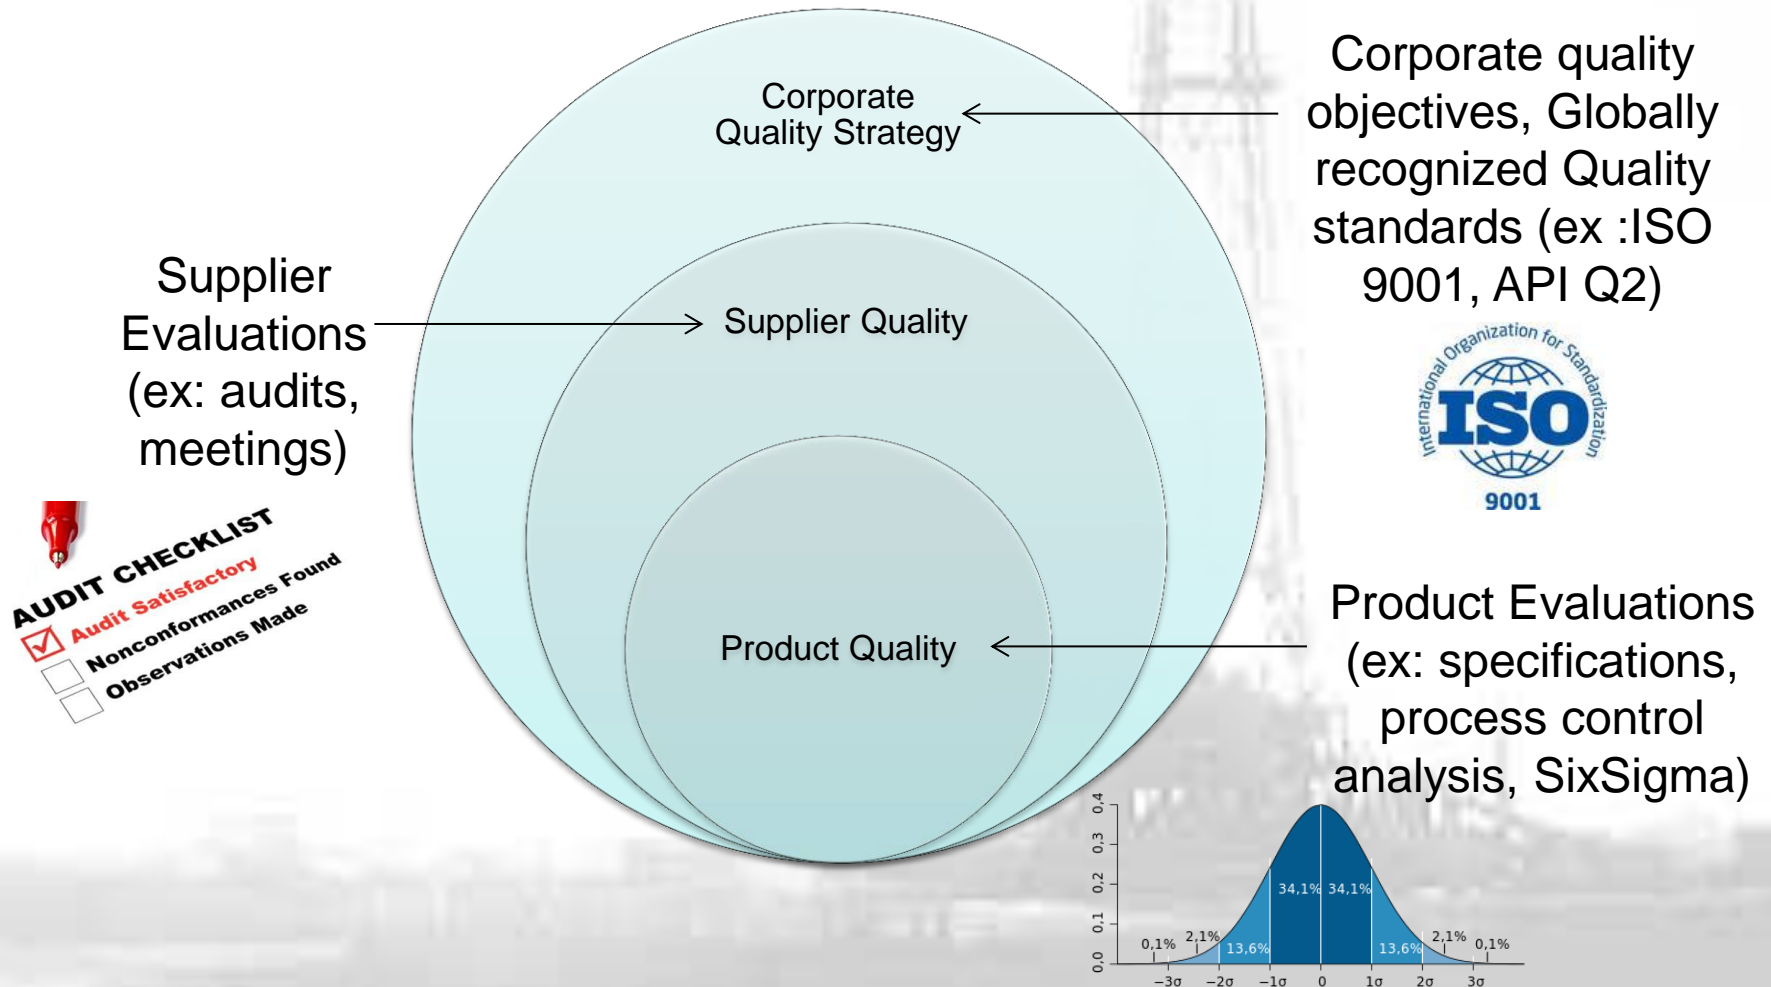 Corporate
Quality Strategy
Corporate quality
objectives, Globally
recognized Quality
standards (ex :ISO
9001, API Q2)
Supplier
Evaluations
(ex: audits,
meetings)
Supplier Quality
International Organization for Standardization
ISO
9001
AUDIT CHECKLIST
Audit Satisfactory
Nonconformances Found
Observations Made
Product Quality
Product Evaluations
(ex: specifications,
process control
analysis, SixSigma)
0,4
0,3
0,2
0,1
0,0
34,1% 34,1%
0,1% 2,1% 13,6% 13,6% 2,1% 0,1%
−3σ −2σ −1σ 0 1σ 2σ 3σ